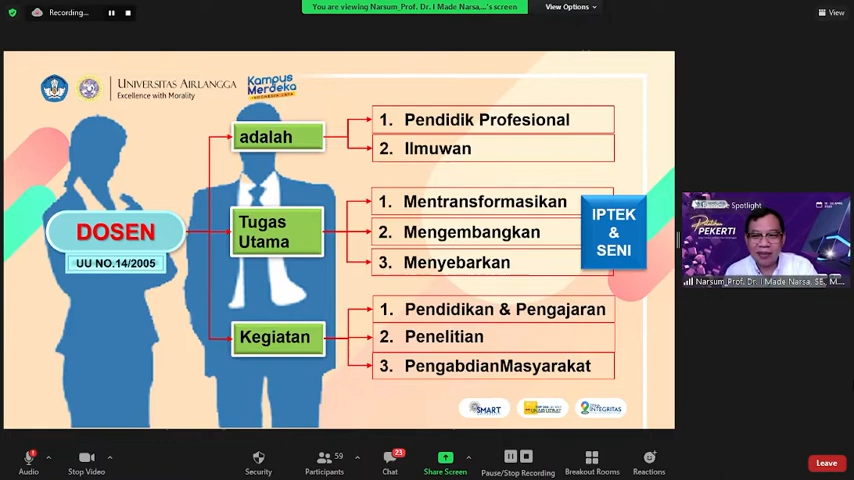 You are viewing Narsum_Prof. Dr. I Made Narsa,...'s screen
View Options
Recording...
View
UNIVERSITAS AIRLANGGA
Excellence with Morality
Kampus
Merdeka
INDONESIA JAYA
DOSEN
UU NO.14/2005
adalah
1. Pendidik Profesional
2. Ilmuwan
Tugas
Utama
1. Mentransformasikan
2. Mengembangkan
3. Menyebarkan
IPTEK
&
SENI
Kegiatan
1. Pendidikan & Pengajaran
2. Penelitian
3. PengabdianMasyarakat
SMART
INTEGRITAS
Spotlight
Pelatihan
PEKERTI
Narsum_Prof. Dr. I Made Narsa, SE., M....
Audio
Stop Video
Security
Participants
59
Chat
23
Share Screen
Pause/Stop Recording
Breakout Rooms
Reactions
Leave